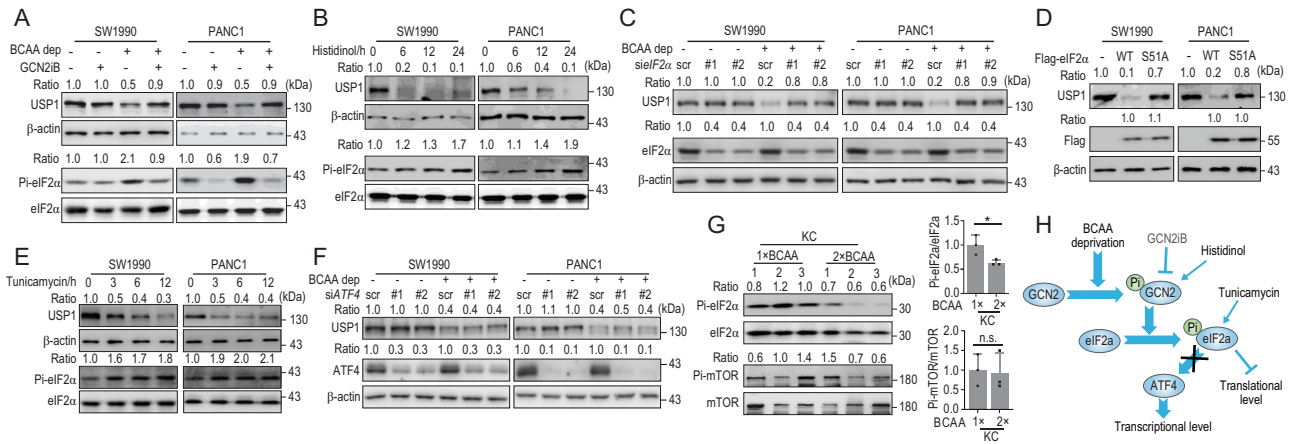 A
SW1990 PANC1
BCAA dep - - + + - - + +
GCN2iB - + - + - + - +
Ratio 1.0 1.0 0.5 0.9 1.0 0.9 0.5 0.9 (kDa)
USP1 130
β-actin 43
Ratio 1.0 1.0 2.1 0.9 1.0 0.6 1.9 0.7
Pi-eIF2α 43
eIF2α 43
B
SW1990 PANC1
Histidinol/h 0 6 12 24 0 6 12 24
Ratio 1.0 0.2 0.1 0.1 1.0 0.6 0.4 0.1 (kDa)
USP1 130
β-actin 43
Ratio 1.0 1.2 1.3 1.7 1.0 1.1 1.4 1.9
Pi-eIF2α 43
eIF2α 43
C
SW1990 PANC1
BCAA dep - - - + + + - - - + + +
sieIF2α scr #1 #2 scr #1 #2 scr #1 #2 scr #1 #2
Ratio 1.0 1.0 1.0 0.2 0.8 0.8 1.0 1.0 1.0 0.2 0.8 0.9 (kDa)
USP1 130
Ratio 1.0 0.4 0.4 1.0 0.4 0.4 1.0 0.4 0.4 1.0 0.4 0.4
eIF2α 43
β-actin 43
D
SW1990 PANC1
Flag-eIF2α - WT S51A - WT S51A
Ratio 1.0 0.1 0.7 1.0 0.2 0.8 (kDa)
USP1 130
Ratio 1.0 1.1 1.0 1.0
Flag 55
β-actin 43
E
SW1990 PANC1
Tunicamycin/h 0 3 6 12 0 3 6 12
Ratio 1.0 0.5 0.4 0.3 1.0 0.5 0.4 0.4 (kDa)
USP1 130
β-actin 43
Ratio 1.0 1.6 1.7 1.8 1.0 1.9 2.0 2.1
Pi-eIF2α 43
eIF2α 43
F
SW1990 PANC1
BCAA dep - - - + + + - - - + + +
siATF4 scr #1 #2 scr #1 #2 scr #1 #2 scr #1 #2
Ratio 1.0 1.0 1.0 0.4 0.4 0.4 1.0 1.1 1.0 0.4 0.5 0.4 (kDa)
USP1 130
Ratio 1.0 0.3 0.3 1.0 0.3 0.3 1.0 0.1 0.1 1.0 0.1 0.1
ATF4 43
β-actin 43
G
KC
1×BCAA 2×BCAA
1 2 3 1 2 3 (kDa)
Ratio 0.8 1.2 1.0 0.7 0.6 0.6
Pi-eIF2α 30
eIF2α 30
Ratio 0.6 1.0 1.4 1.5 0.7 0.6
Pi-mTOR 180
mTOR 180
Pi-eIF2a/eIF2a
1.5
1.0
0.5
0.0
*
BCAA 1× 2×
KC
Pi-mTOR/mTOR
2.0
1.5
1.0
0.5
0.0
n.s.
BCAA 1× 2×
KC
H
BCAA
deprivation
GCN2iB
Histidinol
GCN2
Pi
GCN2
Tunicamycin
eIF2a
Pi
eIF2a
ATF4
Translational
level
Transcriptional level